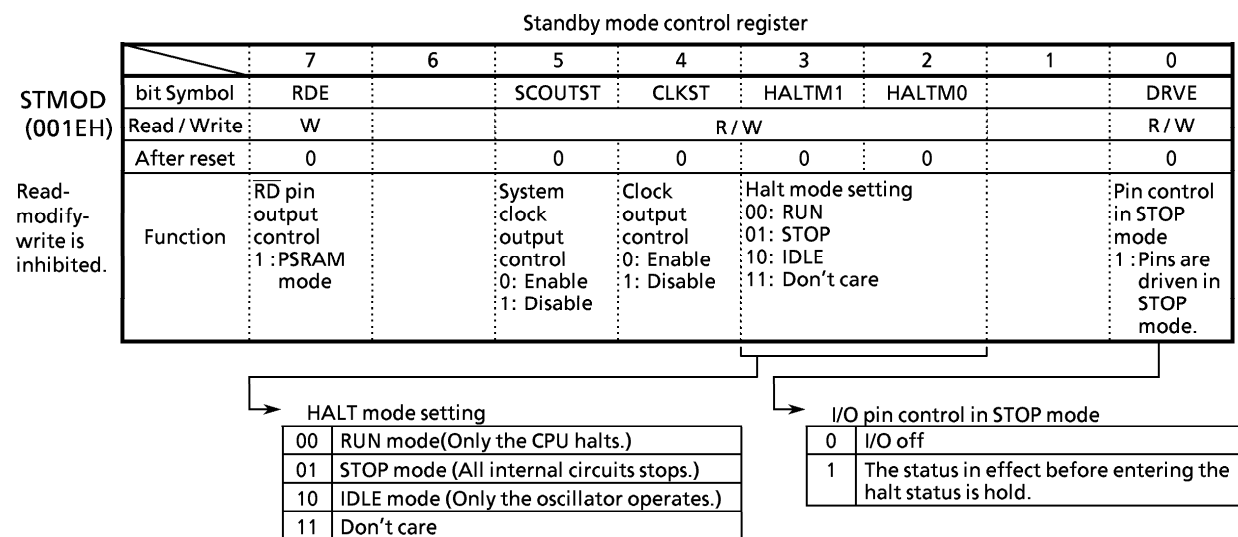 Standby mode control register
7 6 5 4 3 2 1 0
STMOD
(001EH)
bit Symbol RDE SCOUTST CLKST HALTM1 HALTM0 DRVE
Read / Write W R / W R / W
After reset 0 0 0 0 0 0
Read-
modify-
write is
inhibited.
Function
RD pin
output
control
1 : PSRAM
mode
System
clock
output
control
0: Enable
1: Disable
Clock
output
control
0: Enable
1: Disable
Halt mode setting
00: RUN
01: STOP
10: IDLE
11: Don't care
Pin control
in STOP
mode
1 : Pins are
driven in
STOP
mode.
HALT mode setting
00 RUN mode(Only the CPU halts.)
01 STOP mode (All internal circuits stops.)
10 IDLE mode (Only the oscillator operates.)
11 Don't care
I/O pin control in STOP mode
0 I/O off
1 The status in effect before entering the
halt status is hold.